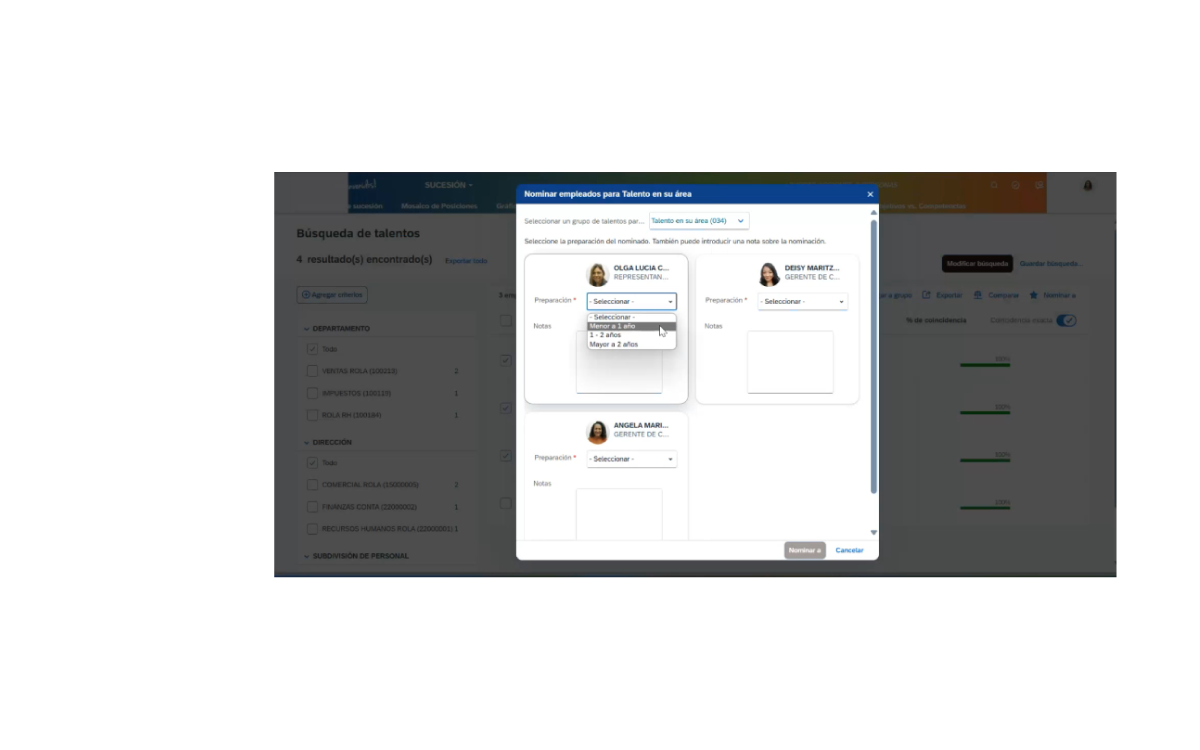 SUCESIÓN
sucesión Mosaico de Posiciones
Nominar empleados para Talento en su área
Búsqueda de talentos
4 resultado(s) encontrado(s) Exportar todo
Modificar búsqueda Guardar búsqueda
Agregar criterios
Exportar Comparar Nominar a
% de coincidencia Coincidencia exacta
DEPARTAMENTO
Todo
VENTAS ROLA (100213) 2
IMPUESTOS (100119) 1
ROLA RH (100164) 1
DIRECCIÓN
Todo
COMERCIAL ROLA (15000005) 2
FINANZAS CONTA (22000002) 1
RECURSOS HUMANOS ROLA (22000001) 1
SUBDIVISIÓN DE PERSONAL
Seleccionar un grupo de talentos par... Talento en su área (034)
Seleccione la preparación del nominado. También puede introducir una nota sobre la nominación.
OLGA LUCIA C...
REPRESENTAN...
Preparación * - Seleccionar -
- Seleccionar -
Menor a 1 año
1 - 2 años
Mayor a 2 años
Notas
DEISY MARITZ...
GERENTE DE C...
Preparación * - Seleccionar -
Notas
ANGELA MARI...
GERENTE DE C...
Preparación * - Seleccionar -
Notas
100%
100%
100%
100%
Nominar a Cancelar